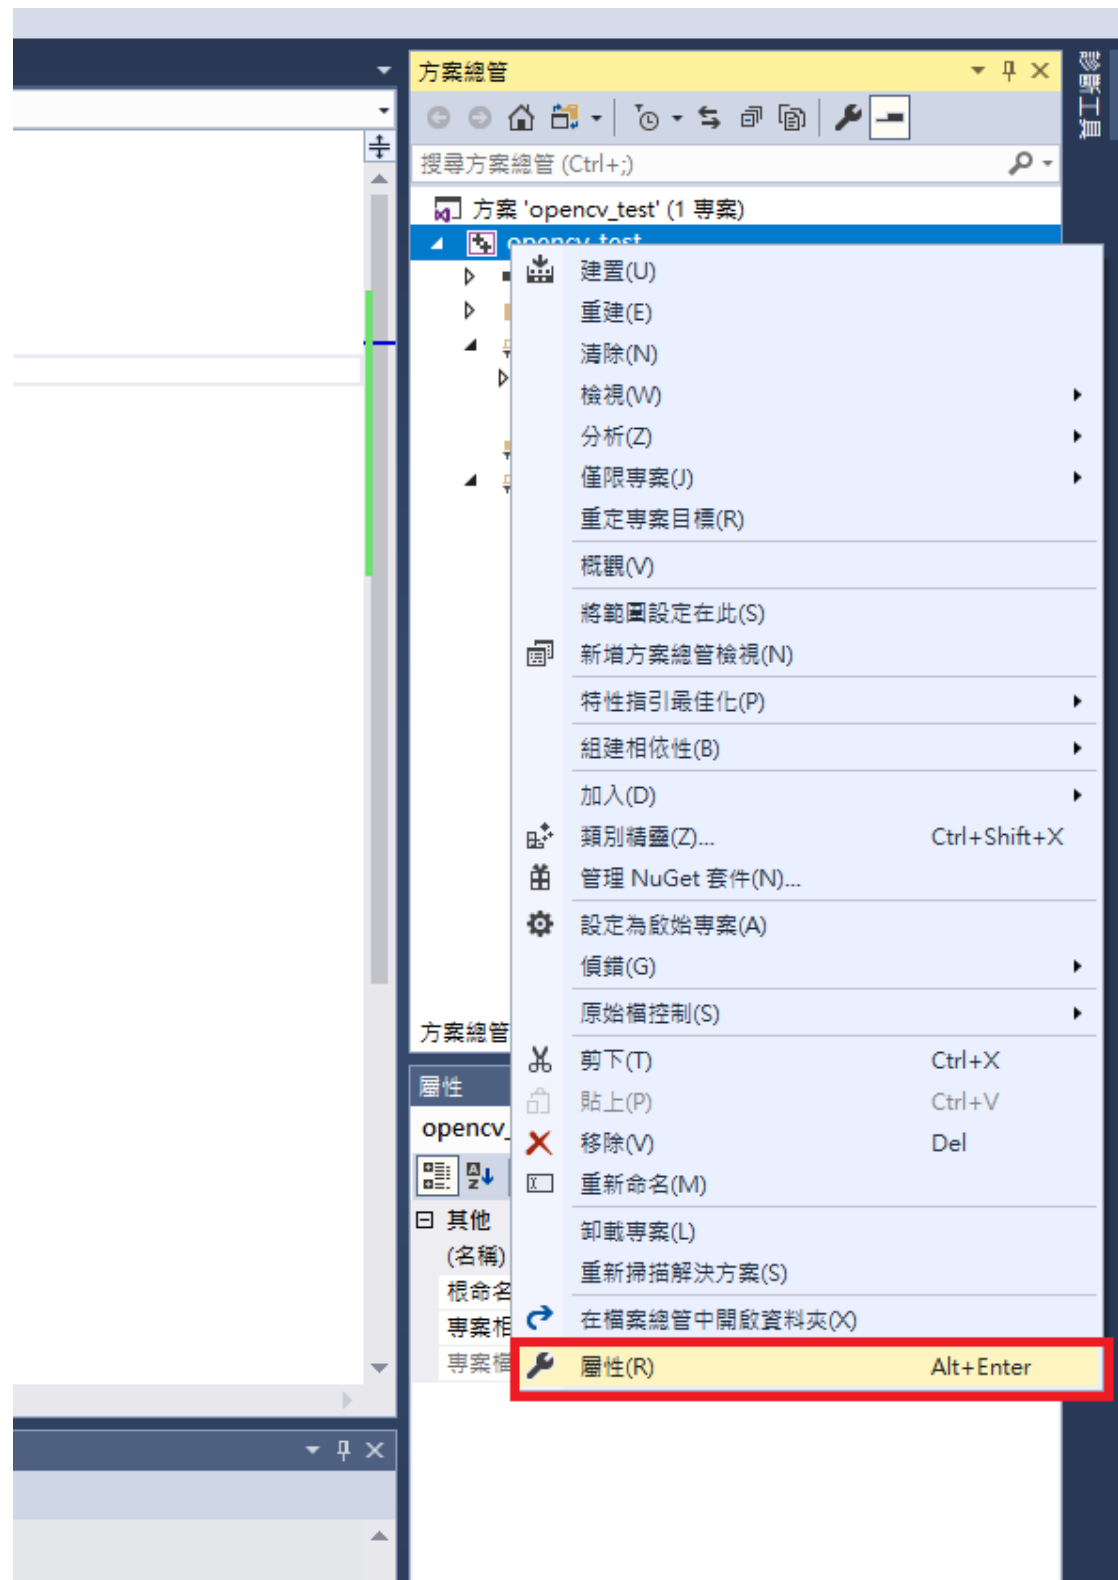 方案總管
診斷工具
搜尋方案總管 (Ctrl+;)
方案 'opencv_test' (1 專案)
opencv_test
建置(U)
重建(E)
清除(N)
檢視(W)
分析(Z)
僅限專案(J)
重定專案目標(R)
概觀(V)
將範圍設定在此(S)
新增方案總管檢視(N)
特性指引最佳化(P)
組建相依性(B)
加入(D)
類別精靈(Z)... Ctrl+Shift+X
管理 NuGet 套件(N)...
設定為啟始專案(A)
偵錯(G)
原始檔控制(S)
方案總管
剪下(T) Ctrl+X
屬性
貼上(P) Ctrl+V
opencv_
移除(V) Del
重新命名(M)
其他
卸載專案(L)
(名稱)
重新掃描解決方案(S)
根命名
在檔案總管中開啟資料夾(X)
專案相
專案檔
屬性(R) Alt+Enter